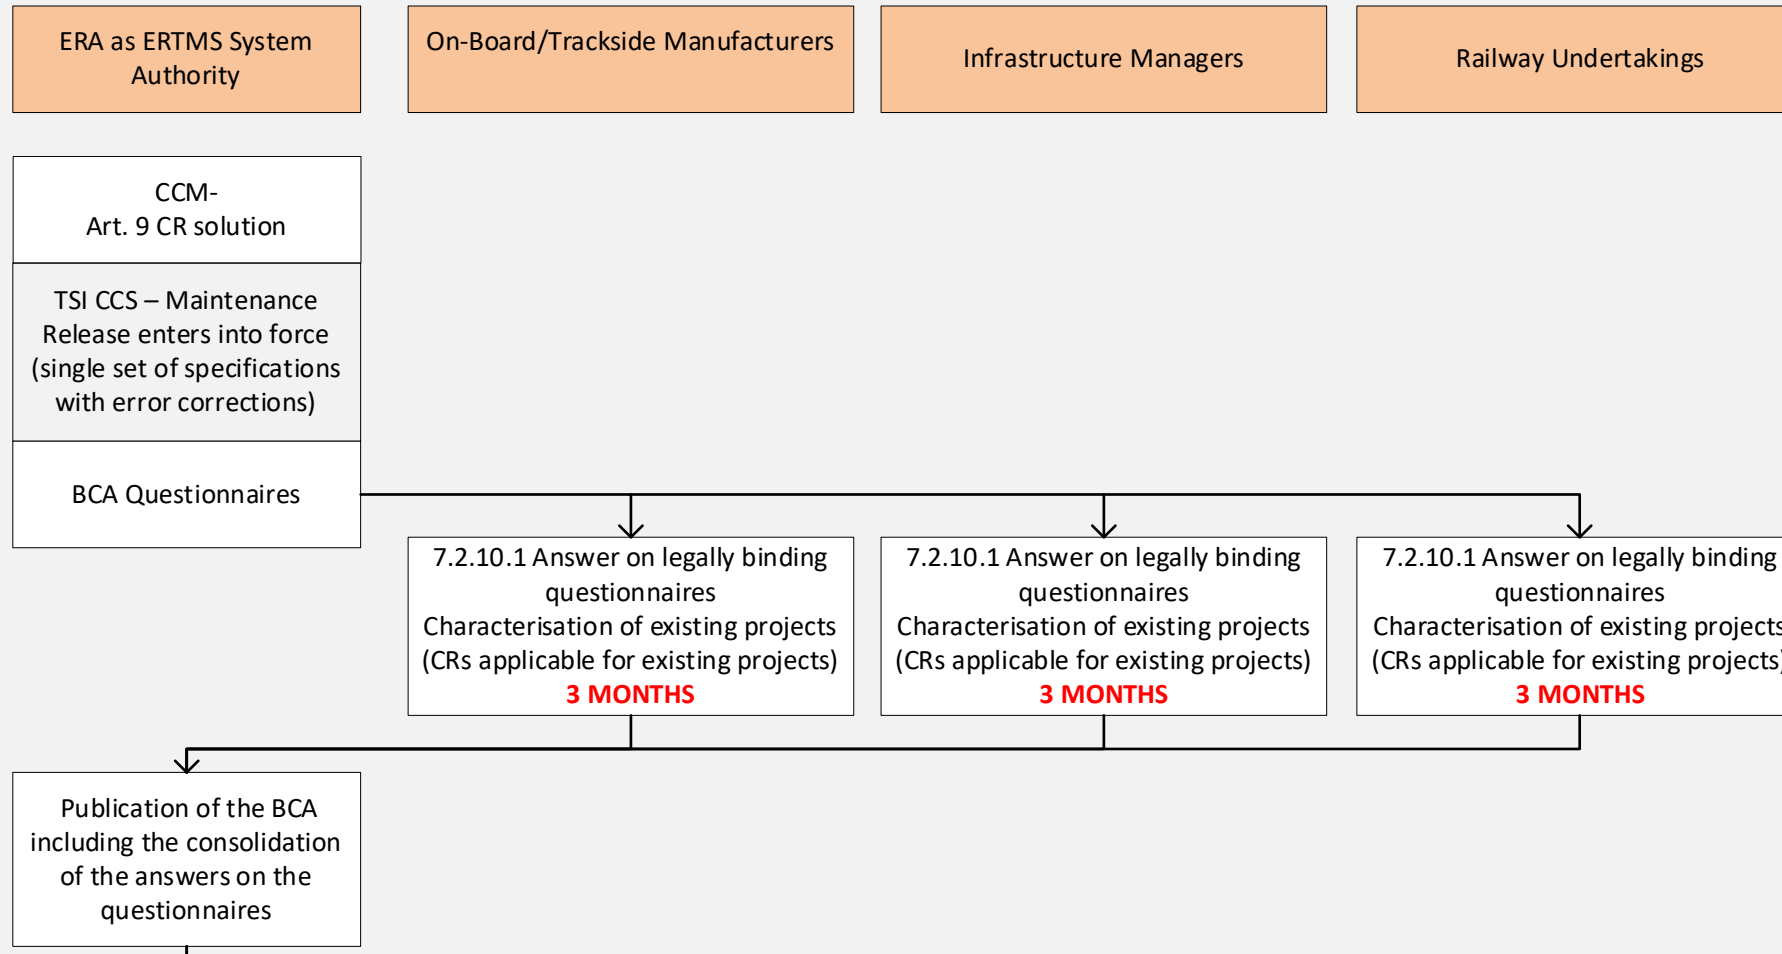 ERA as ERTMS System
Authority
On-Board/Trackside Manufacturers
Infrastructure Managers
Railway Undertakings
CCM-
Art. 9 CR solution
TSI CCS – Maintenance
Release enters into force
(single set of specifications
with error corrections)
BCA Questionnaires
7.2.10.1 Answer on legally binding
questionnaires
Characterisation of existing projects
(CRs applicable for existing projects)
3 MONTHS
7.2.10.1 Answer on legally binding
questionnaires
Characterisation of existing projects
(CRs applicable for existing projects)
3 MONTHS
7.2.10.1 Answer on legally binding
questionnaires
Characterisation of existing projects
(CRs applicable for existing projects)
3 MONTHS
Publication of the BCA
including the consolidation
of the answers on the
questionnaires